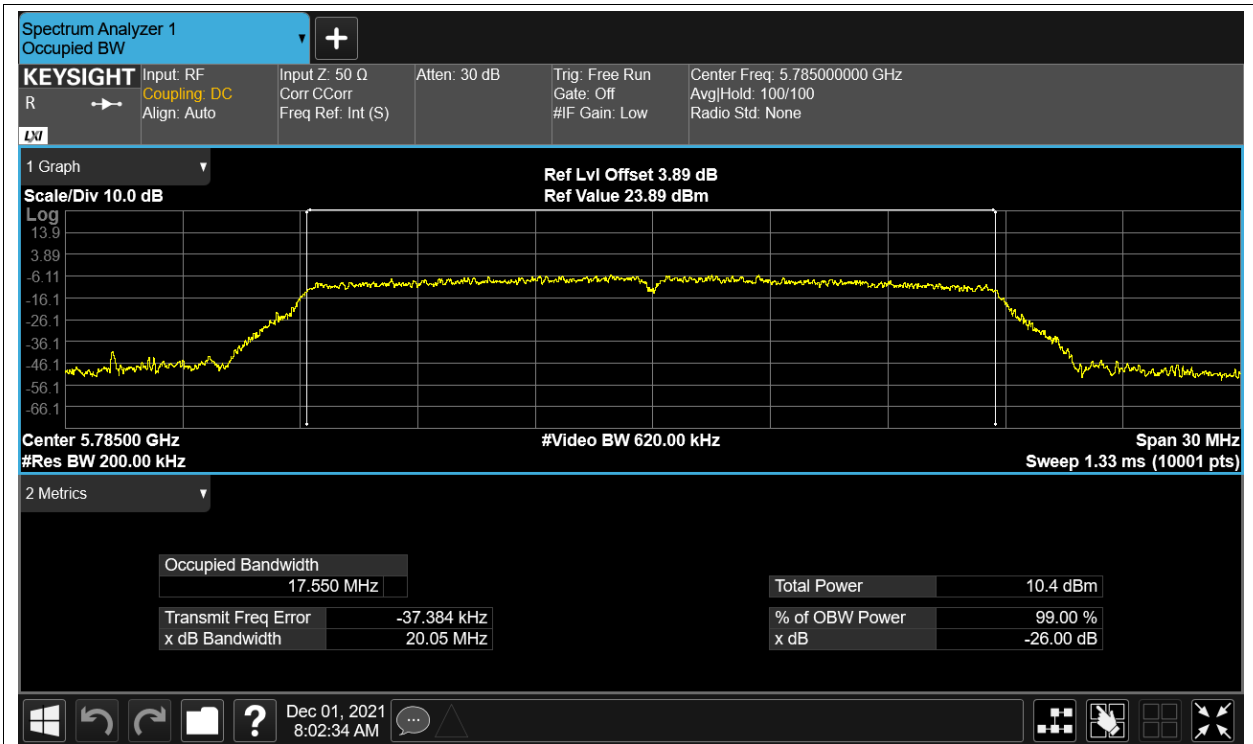 Spectrum Analyzer 1
Occupied BW
KEYSIGHT
R
LXI
Input: RF
Coupling: DC
Align: Auto
Input Z: 50 Ω
Corr CCorr
Freq Ref: Int (S)
Atten: 30 dB
Trig: Free Run
Gate: Off
#IF Gain: Low
Center Freq: 5.785000000 GHz
Avg|Hold: 100/100
Radio Std: None
1 Graph
Scale/Div 10.0 dB
Ref Lvl Offset 3.89 dB
Ref Value 23.89 dBm
Log
13.9
3.89
-6.11
-16.1
-26.1
-36.1
-46.1
-56.1
-66.1
Center 5.78500 GHz
#Video BW 620.00 kHz
Span 30 MHz
#Res BW 200.00 kHz
Sweep 1.33 ms (10001 pts)
2 Metrics
Occupied Bandwidth
17.550 MHz
Total Power 10.4 dBm
Transmit Freq Error -37.384 kHz
% of OBW Power 99.00 %
x dB Bandwidth 20.05 MHz
x dB -26.00 dB
?
Dec 01, 2021
8:02:34 AM